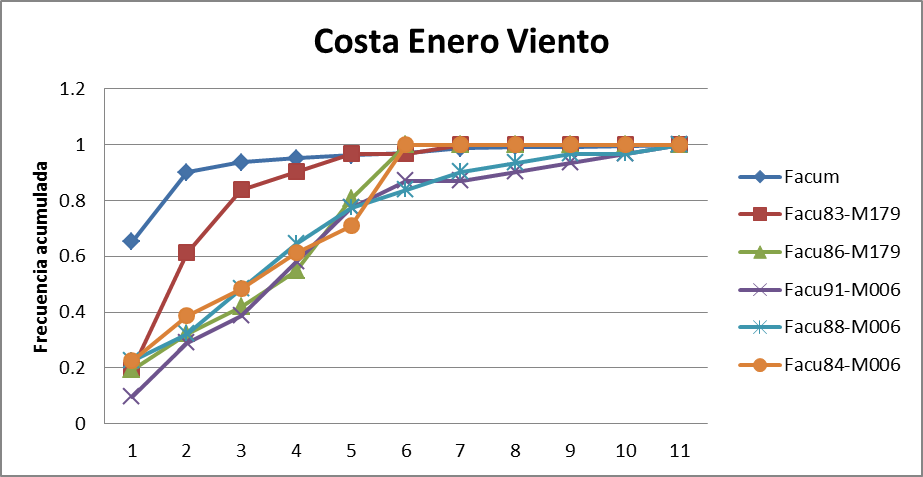 Costa Enero Viento
Frecuencia acumulada
1.2
1
0.8
0.6
0.4
0.2
0
1 2 3 4 5 6 7 8 9 10 11
Facum
Facu83-M179
Facu86-M179
Facu91-M006
Facu88-M006
Facu84-M006